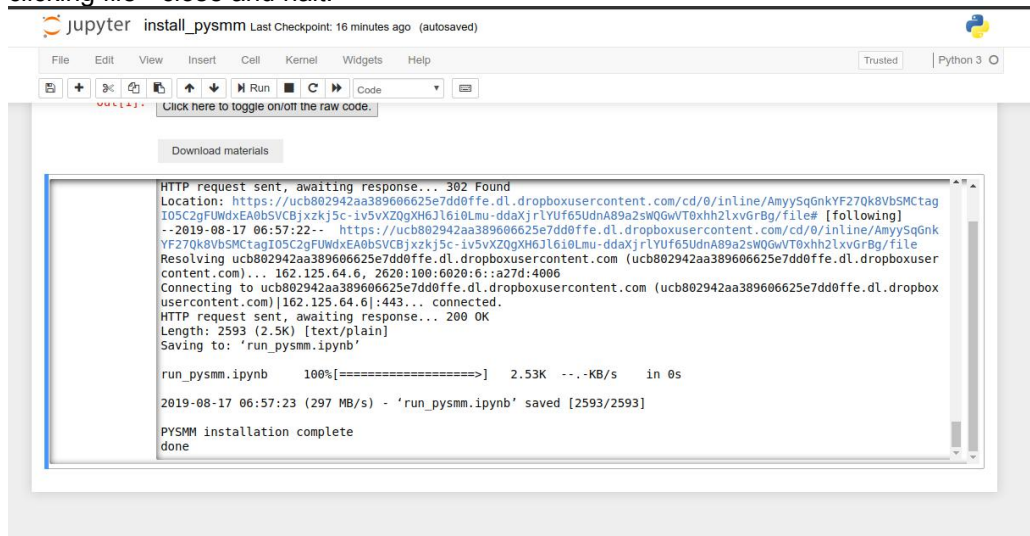 jupyter install_pysmm Last Checkpoint: 16 minutes ago (autosaved)
File Edit View Insert Cell Kernel Widgets Help Trusted Python 3
Run Code
Click here to toggle on/off the raw code.
Download materials
HTTP request sent, awaiting response... 302 Found
Location: https://ucb802942aa389606625e7dd0ffe.dl.dropboxusercontent.com/cd/0/inline/AmyySqGnkYF27Qk8VbSMCtag
IO5C2gFUWdxEA0bSVCBjxzkj5c-iv5vXZQgXH6Jl6i0Lmu-ddaXjrlYUf65UdnA89a2sWQGwVT0xhh2lxvGrBg/file# [following]
--2019-08-17 06:57:22-- https://ucb802942aa389606625e7dd0ffe.dl.dropboxusercontent.com/cd/0/inline/AmyySqGnk
YF27Qk8VbSMCtagIO5C2gFUWdxEA0bSVCBjxzkj5c-iv5vXZQgXH6Jl6i0Lmu-ddaXjrlYUf65UdnA89a2sWQGwVT0xhh2lxvGrBg/file
Resolving ucb802942aa389606625e7dd0ffe.dl.dropboxusercontent.com (ucb802942aa389606625e7dd0ffe.dl.dropboxuser
content.com)... 162.125.64.6, 2620:100:6020:6::a27d:4006
Connecting to ucb802942aa389606625e7dd0ffe.dl.dropboxusercontent.com (ucb802942aa389606625e7dd0ffe.dl.dropbox
usercontent.com)|162.125.64.6|:443... connected.
HTTP request sent, awaiting response... 200 OK
Length: 2593 (2.5K) [text/plain]
Saving to: ‘run_pysmm.ipynb’
run_pysmm.ipynb 100%[===================>] 2.53K --.-KB/s in 0s
2019-08-17 06:57:23 (297 MB/s) - ‘run_pysmm.ipynb’ saved [2593/2593]
PYSMM installation complete
done